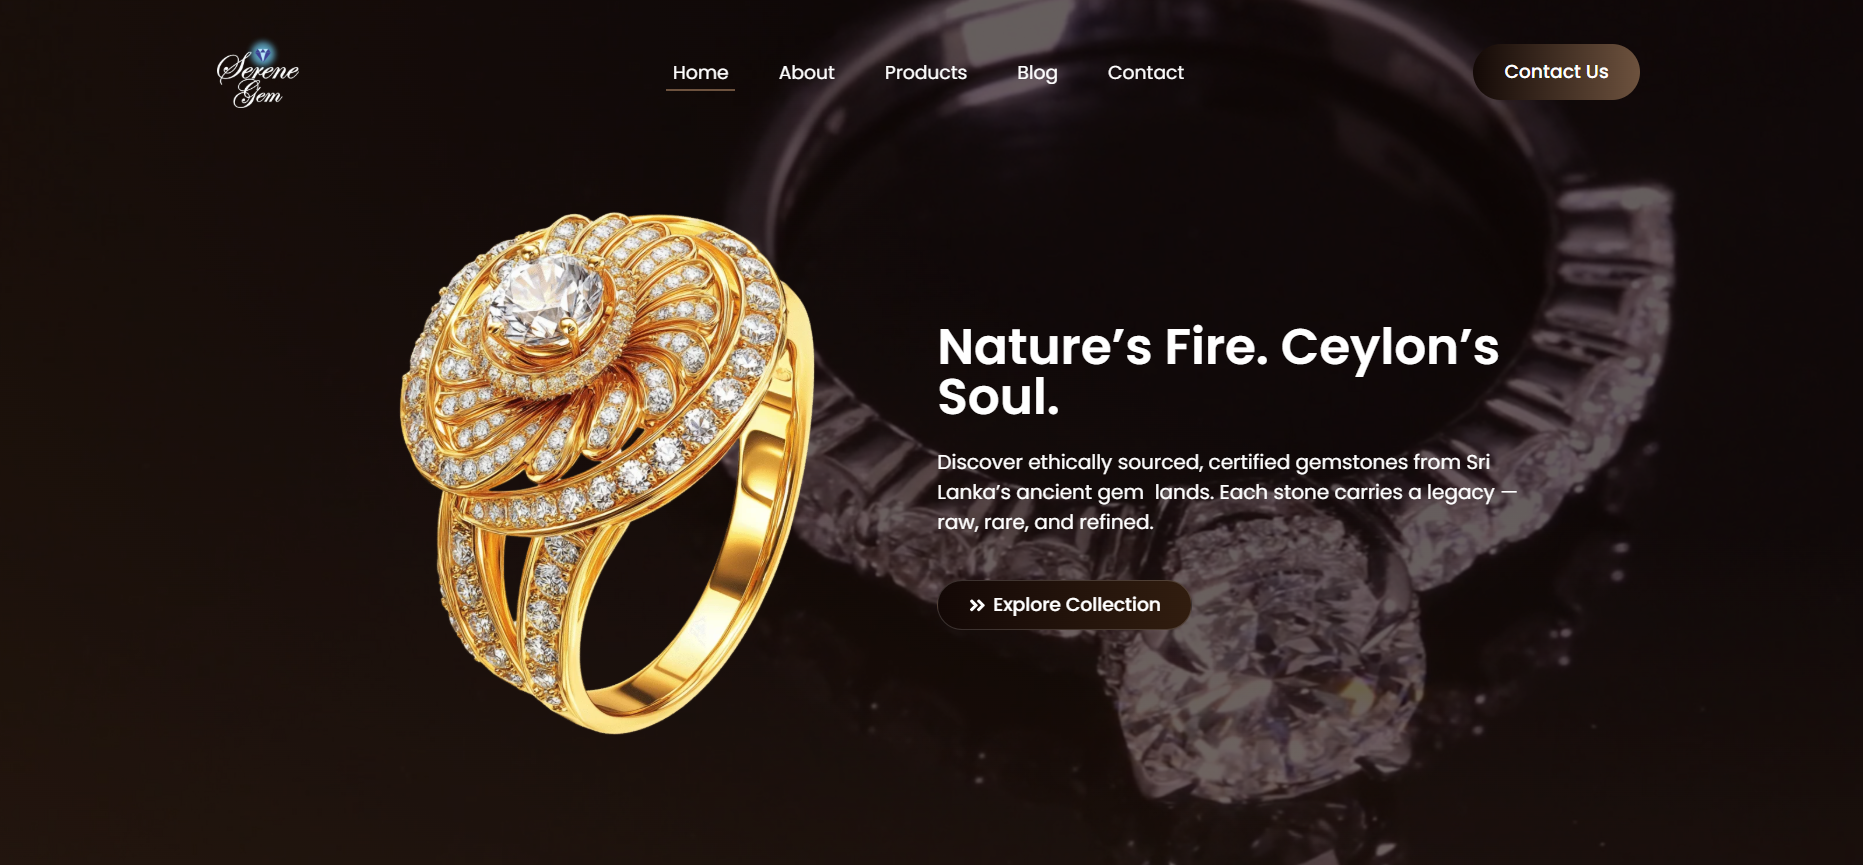 Serene
Gem
Home
About
Products
Blog
Contact
Contact Us
Nature’s Fire. Ceylon’s
Soul.
Discover ethically sourced, certified gemstones from Sri
Lanka’s ancient gem  lands. Each stone carries a legacy —
raw, rare, and refined.
Explore Collection